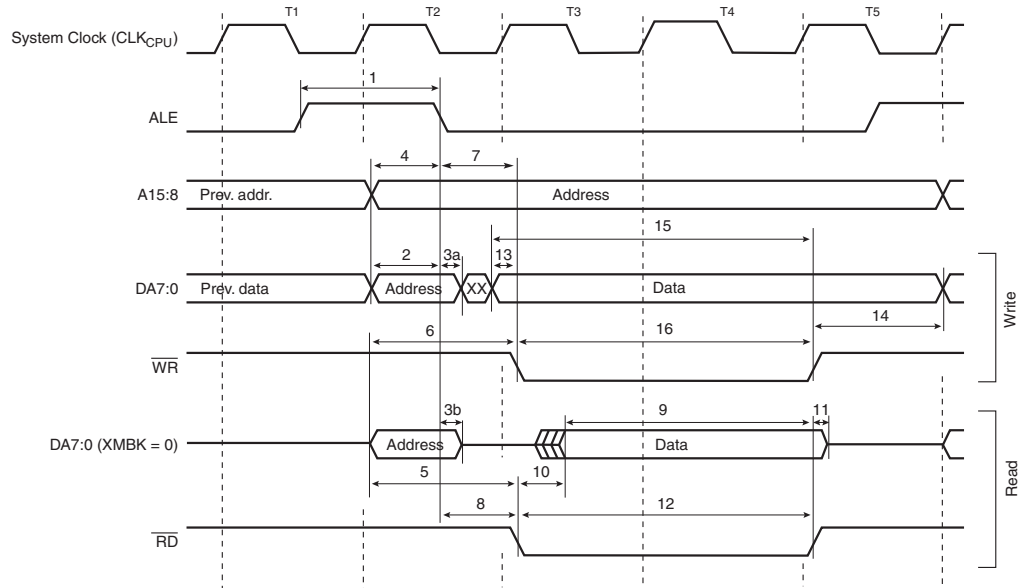 T1 T2 T3 T4 T5
System Clock (CLKCPU)
1
ALE
4 7
A15:8 Prev. addr. Address
15
2 3a 13
DA7:0 Prev. data Address XX Data
14
6 16
WR
Write
3b 9 11
DA7:0 (XMBK = 0) Address Data
5 10
8 12
RD
Read